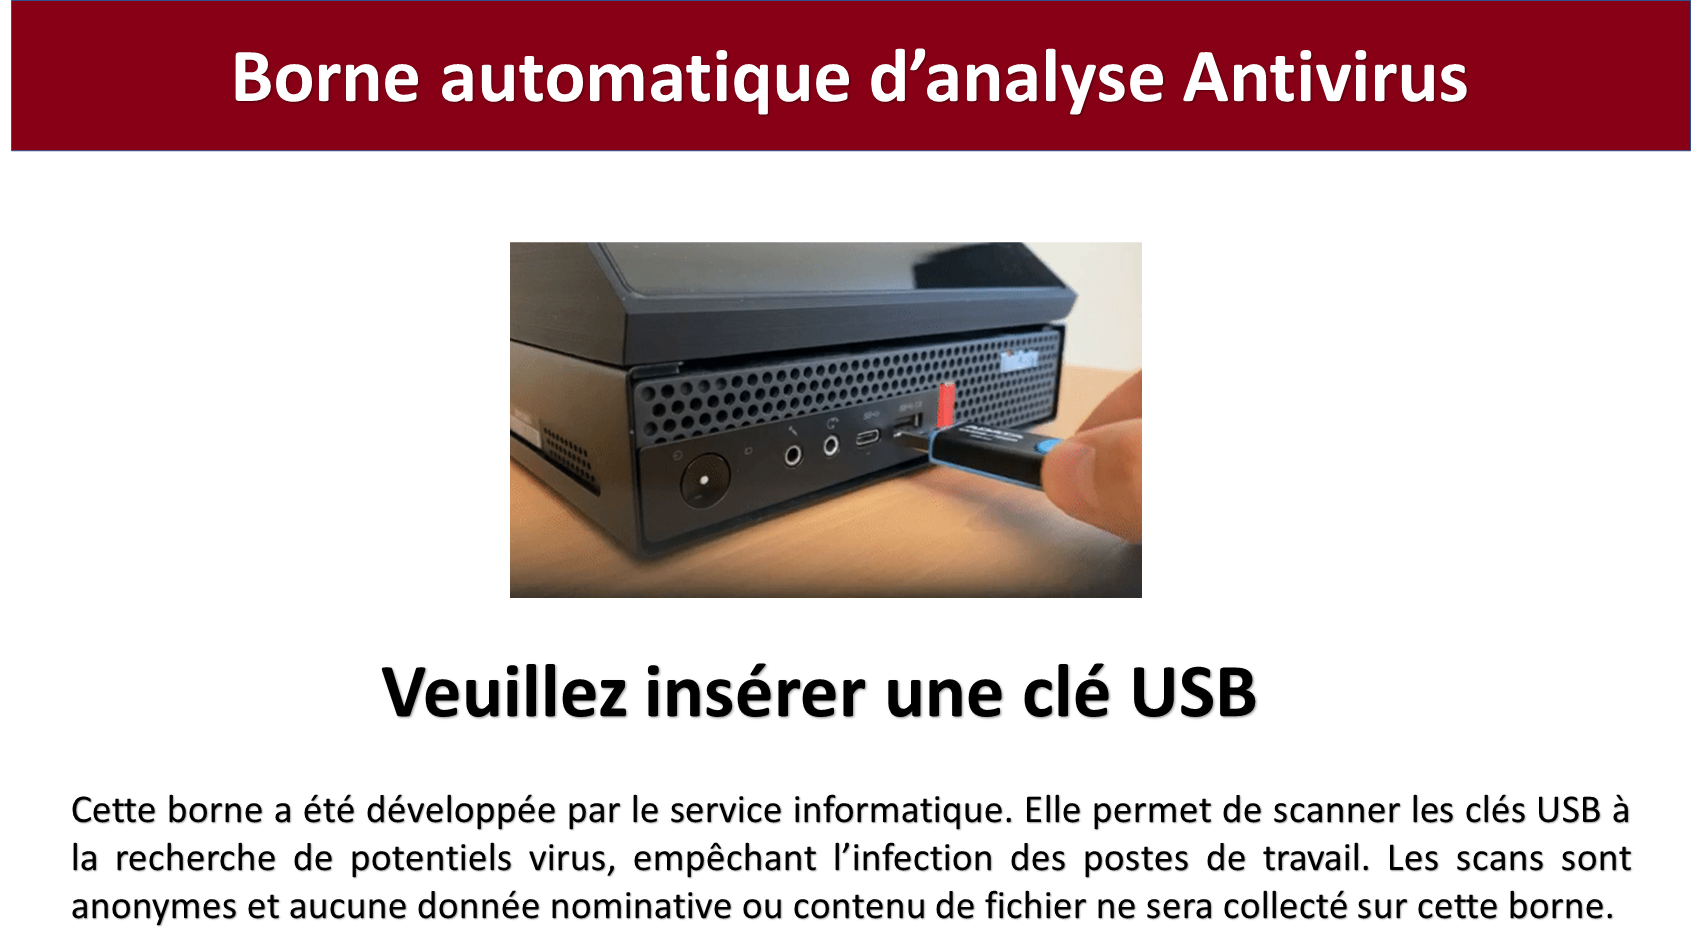 Borne automatique d’analyse Antivirus
Veuillez insérer une clé USB
Cette borne a été développée par le service informatique. Elle permet de scanner les clés USB à
la recherche de potentiels virus, empêchant l’infection des postes de travail. Les scans sont
anonymes et aucune donnée nominative ou contenu de fichier ne sera collecté sur cette borne.